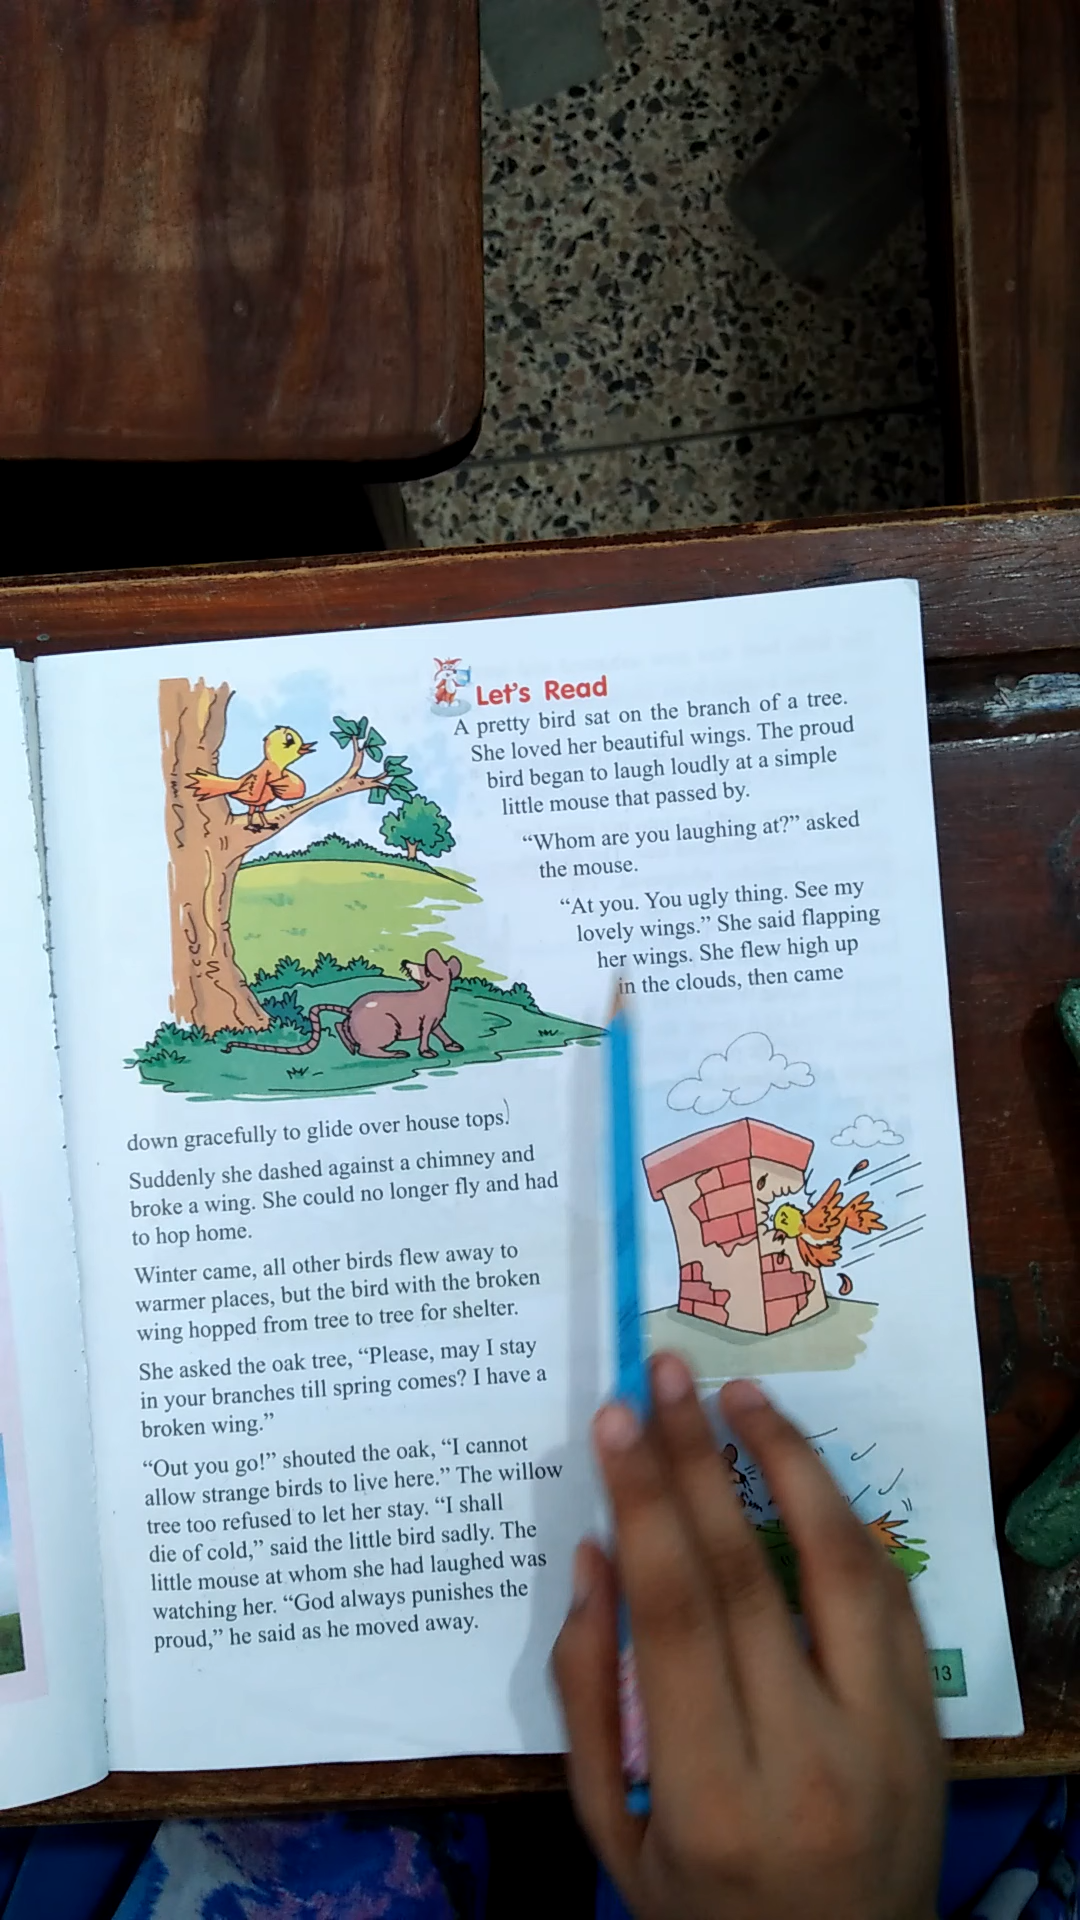 Let's Read
A pretty bird sat on the branch of a tree.
She loved her beautiful wings. The proud
bird began to laugh loudly at a simple
little mouse that passed by.
“Whom are you laughing at?” asked
the mouse.
“At you. You ugly thing. See my
lovely wings.” She said flapping
her wings. She flew high up
in the clouds, then came
down gracefully to glide over house tops.
Suddenly she dashed against a chimney and
broke a wing. She could no longer fly and had
to hop home.
Winter came, all other birds flew away to
warmer places, but the bird with the broken
wing hopped from tree to tree for shelter.
She asked the oak tree, “Please, may I stay
in your branches till spring comes? I have a
broken wing.”
“Out you go!” shouted the oak, “I cannot
allow strange birds to live here.” The willow
tree too refused to let her stay. “I shall
die of cold,” said the little bird sadly. The
little mouse at whom she had laughed was
watching her. “God always punishes the
proud,” he said as he moved away.
13